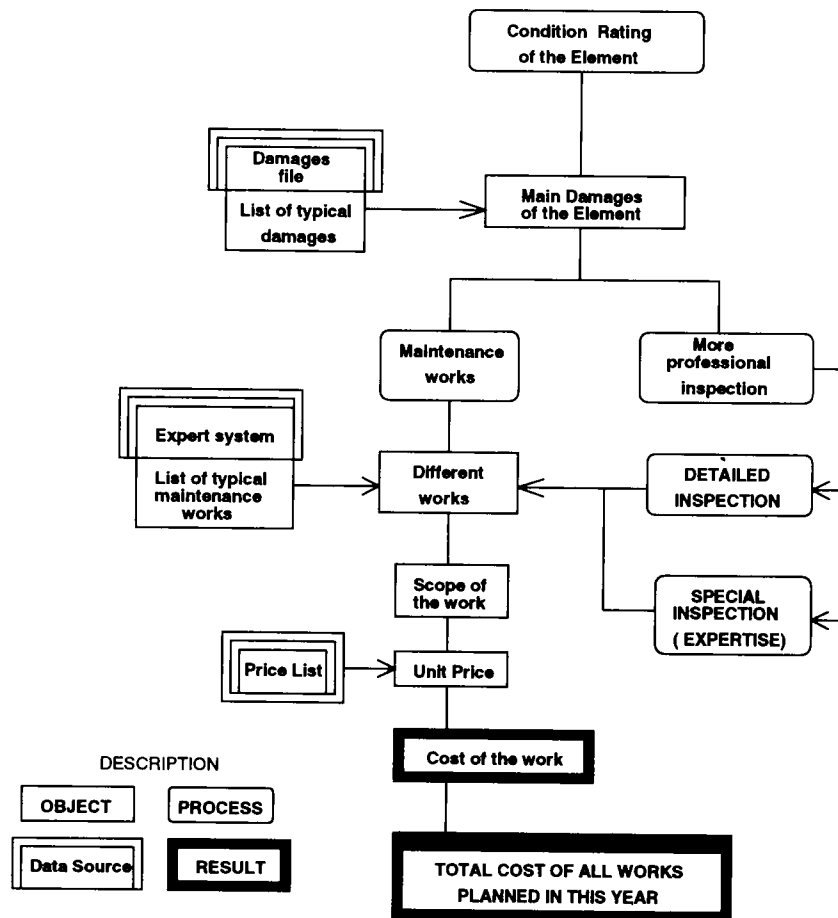 Condition Rating
of the Element
Damages
file
List of typical
damages
Main Damages
of the Element
Maintenance
works
More
professional
inspection
Expert system
List of typical
maintenance
works
Different
works
DETAILED
INSPECTION
Scope of
the work
SPECIAL
INSPECTION
( EXPERTISE)
Price List
Unit Price
Cost of the work
DESCRIPTION
OBJECT
PROCESS
Data Source
RESULT
TOTAL COST OF ALL WORKS
PLANNED IN THIS YEAR